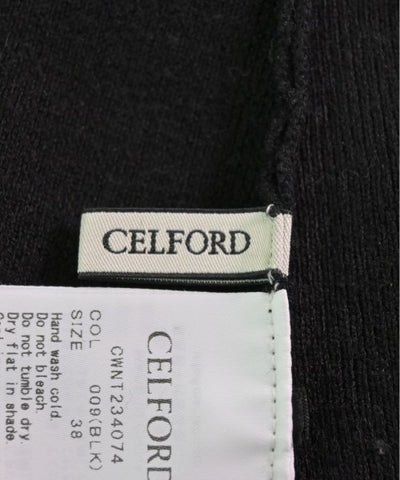 CELFORD
CELFORD
CWNT234074
COL 009(BLK)
SIZE 38
Hand wash cold.
Do not bleach.
Do not tumble dry.
Dry flat in shade.